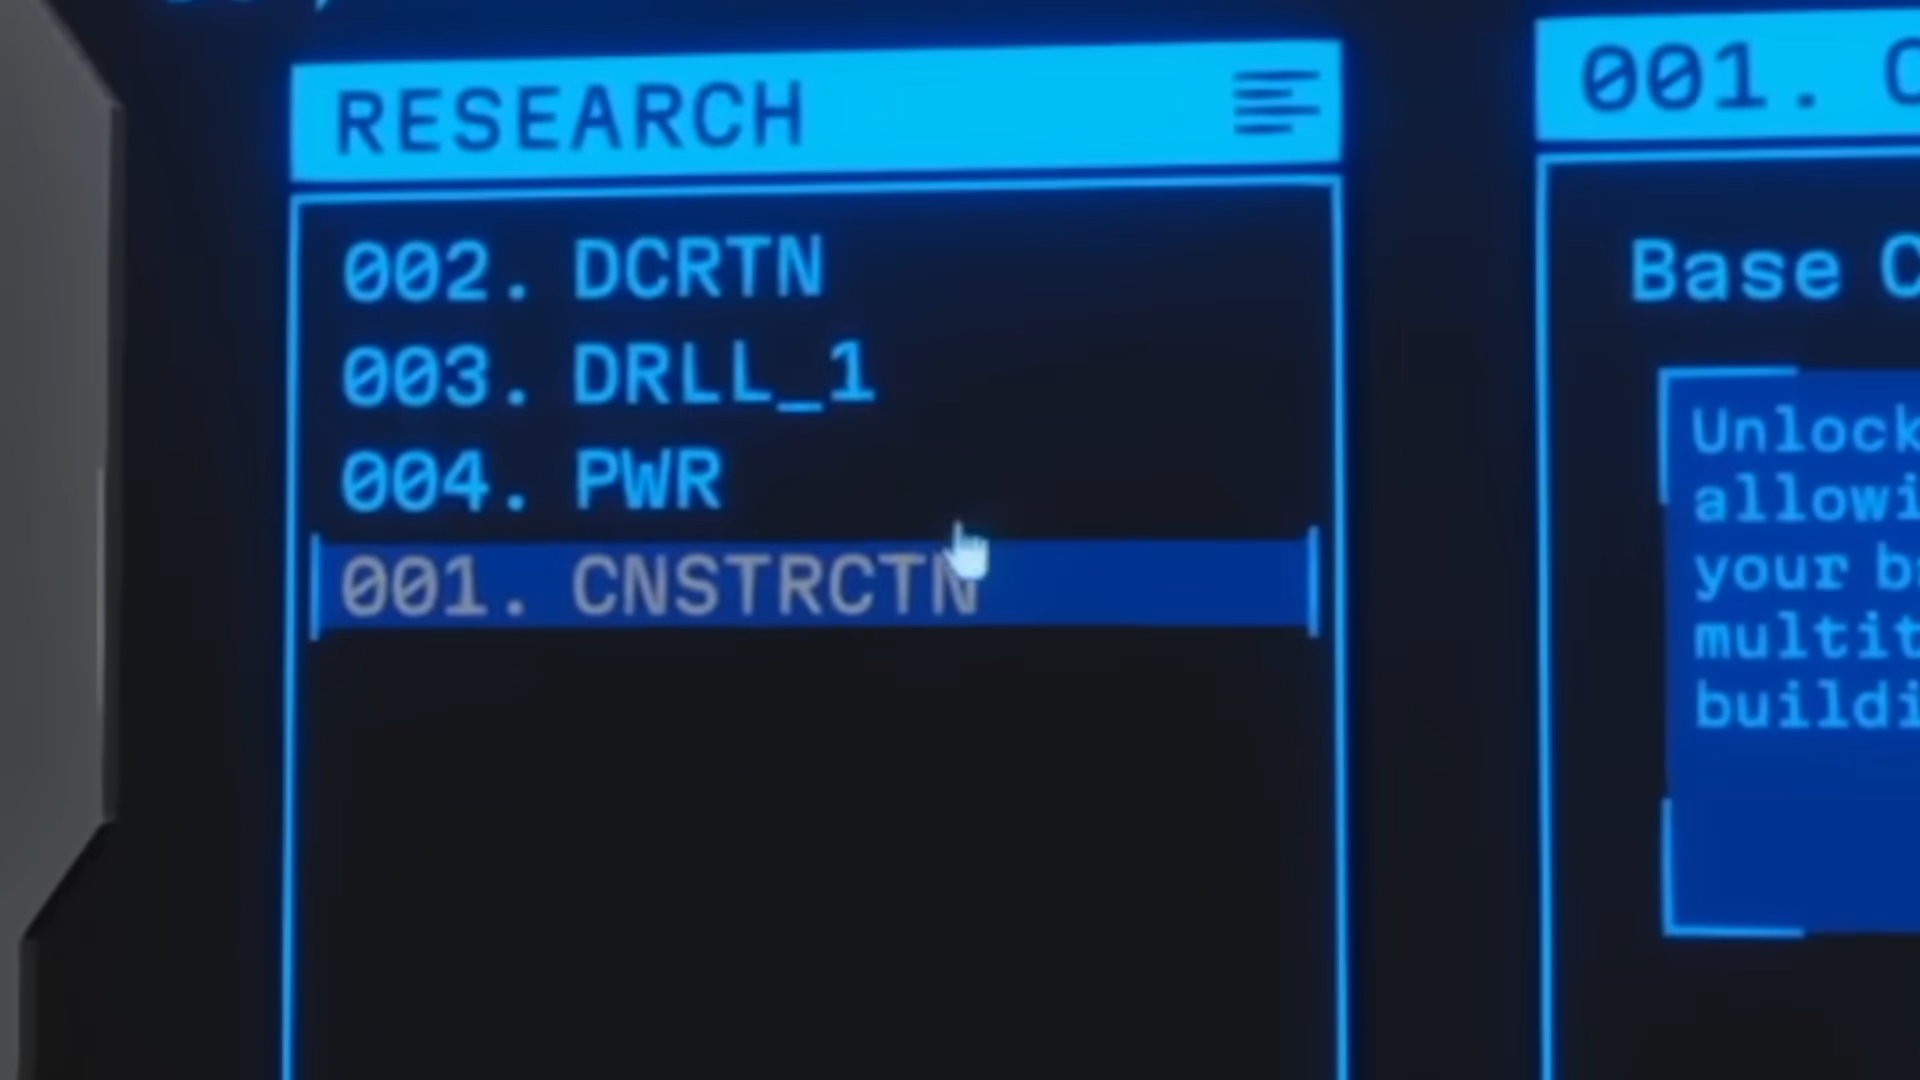 RESEARCH
002. DCRTN
003. DRLL_1
004. PWR
001. CNSTRCTN
001.
Base
Unlock
allowi
your
multit
buildi